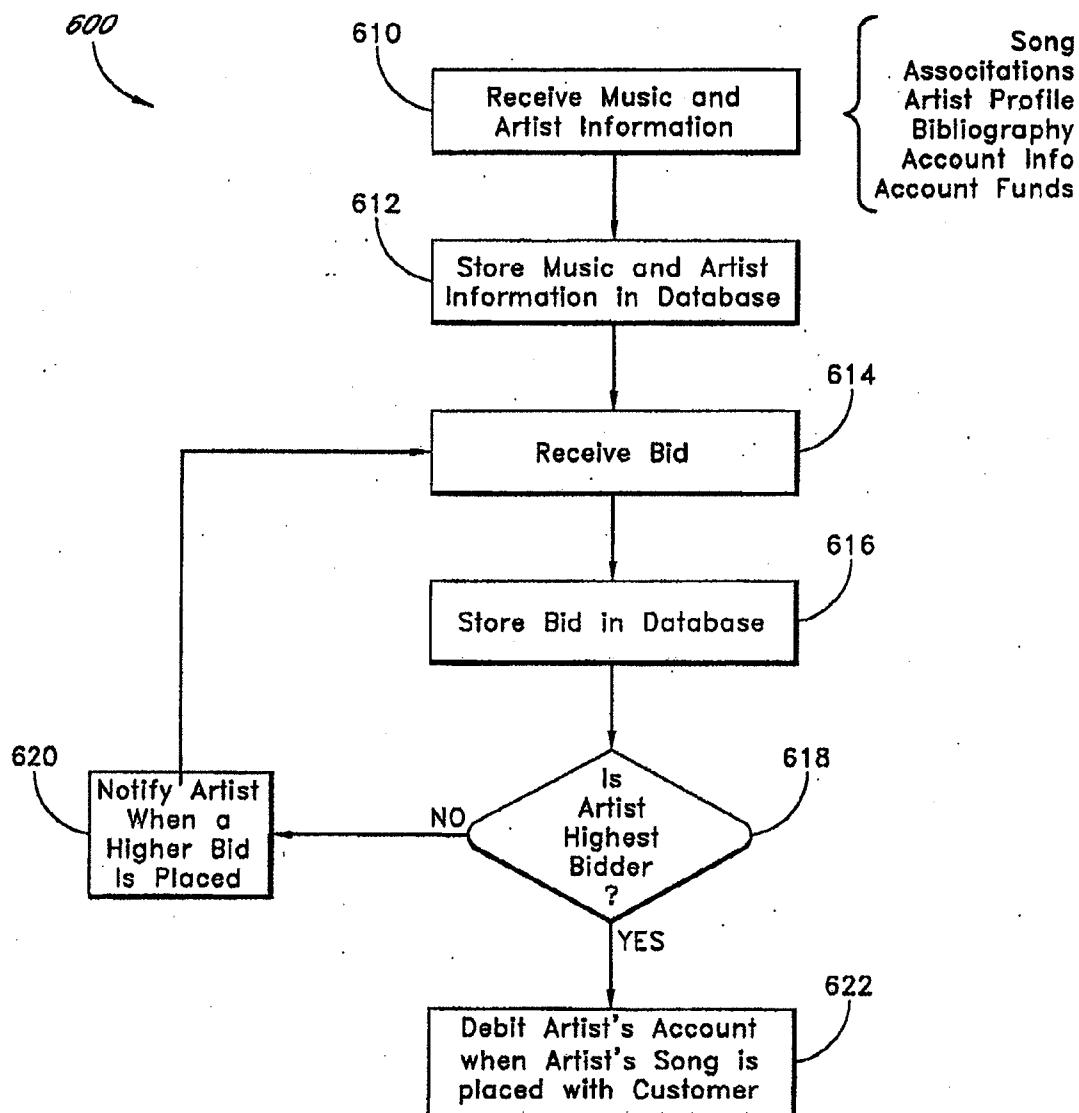 600
610
Receive Music and
Artist Information
Song
Associtations
Artist Profile
Bibliography
Account Info
Account Funds
612
Store Music and Artist
Information in Database
614
Receive Bid
616
Store Bid in Database
620
Notify Artist
When a
Higher Bid
Is Placed
NO
618
Is
Artist
Highest
Bidder
?
YES
622
Debit Artist's Account
when Artist's Song is
placed with Customer